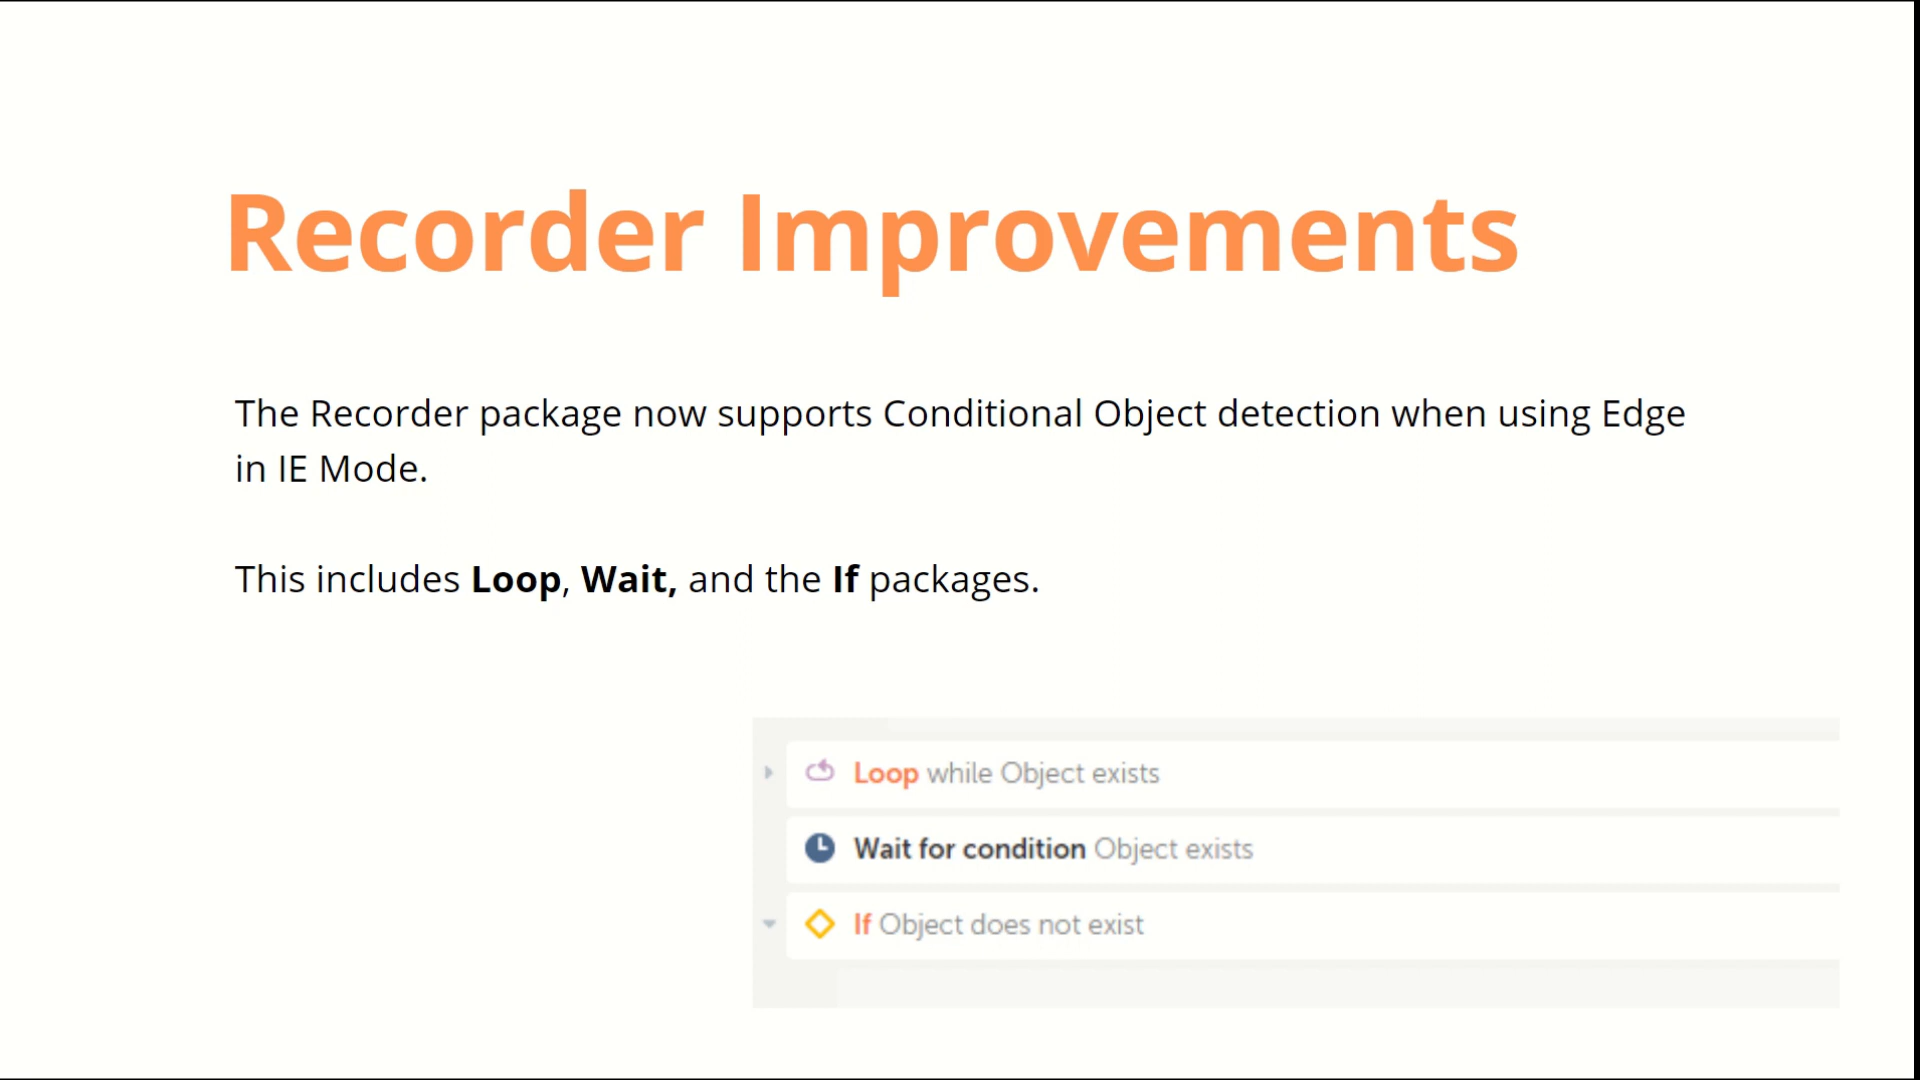 Recorder Improvements
The Recorder package now supports Conditional Object detection when using Edge
in IE Mode.
This includes Loop, Wait, and the If packages.
Loop while Object exists
Wait for condition Object exists
If Object does not exist